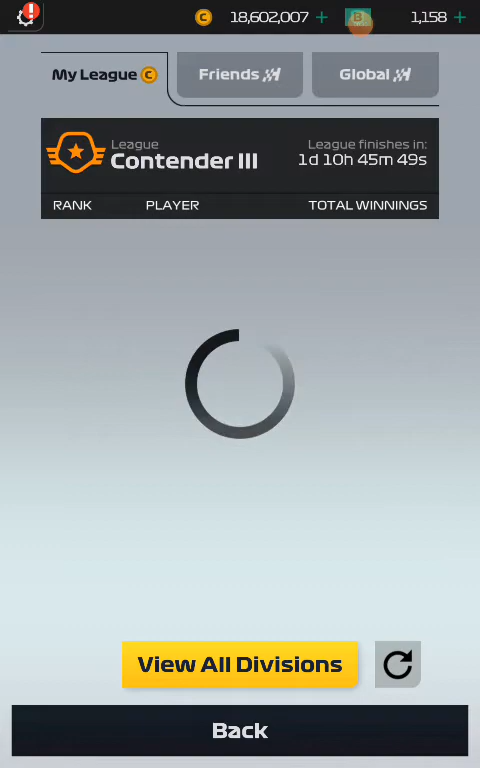 ! C 18,602,007 + B 1,158 +
My League C Friends Global
League
Contender III
League finishes in:
1d 10h 45m 49s
RANK PLAYER TOTAL WINNINGS
View All Divisions
Back